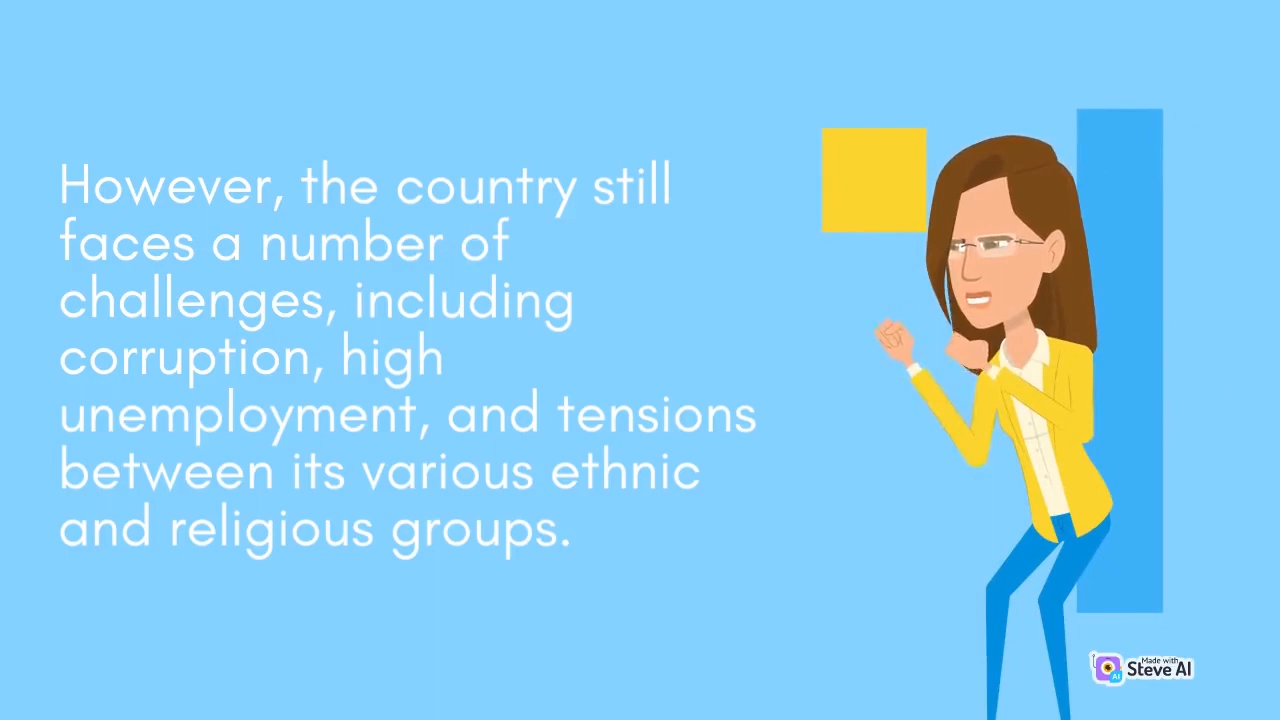 However, the country still
faces a number of
challenges, including
corruption, high
unemployment, and tensions
between its various ethnic
and religious groups.
Made with
AI Steve AI